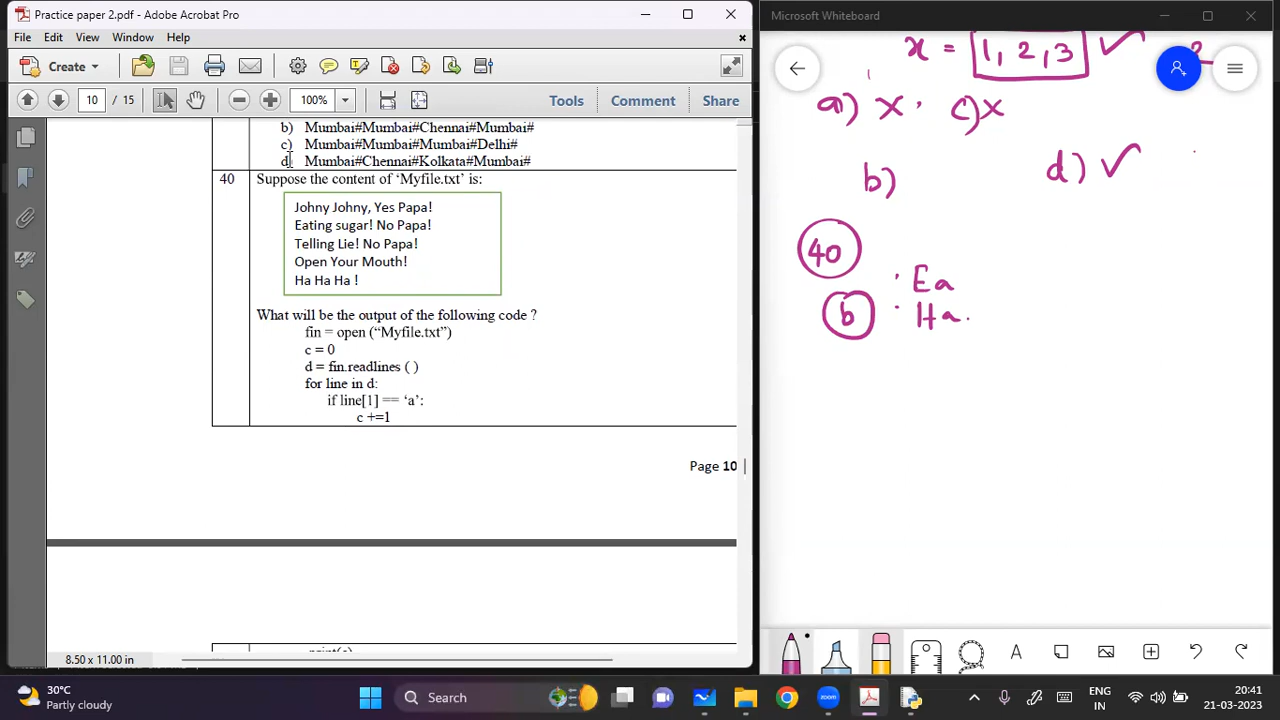 Practice paper 2.pdf - Adobe Acrobat Pro
File Edit View Window Help
Create
10 / 15
100%
Tools Comment Share
b) Mumbai#Mumbai#Chennai#Mumbai#
c) Mumbai#Mumbai#Mumbai#Delhi#
d) Mumbai#Chennai#Kolkata#Mumbai#
40 Suppose the content of ‘Myfile.txt’ is:
Johny Johny, Yes Papa!
Eating sugar! No Papa!
Telling Lie! No Papa!
Open Your Mouth!
Ha Ha Ha !
What will be the output of the following code ?
fin = open (“Myfile.txt”)
c = 0
d = fin.readlines ( )
for line in d:
if line[1] == ‘a’:
c +=1
Page 10
8.50 x 11.00 in
Microsoft Whiteboard
x = 1, 2, 3 ✓ 2
a) X . c) X
b) d) ✓
40
. Ea
b . Ha.
30°C
Partly cloudy
Search
ENG
IN
20:41
21-03-2023